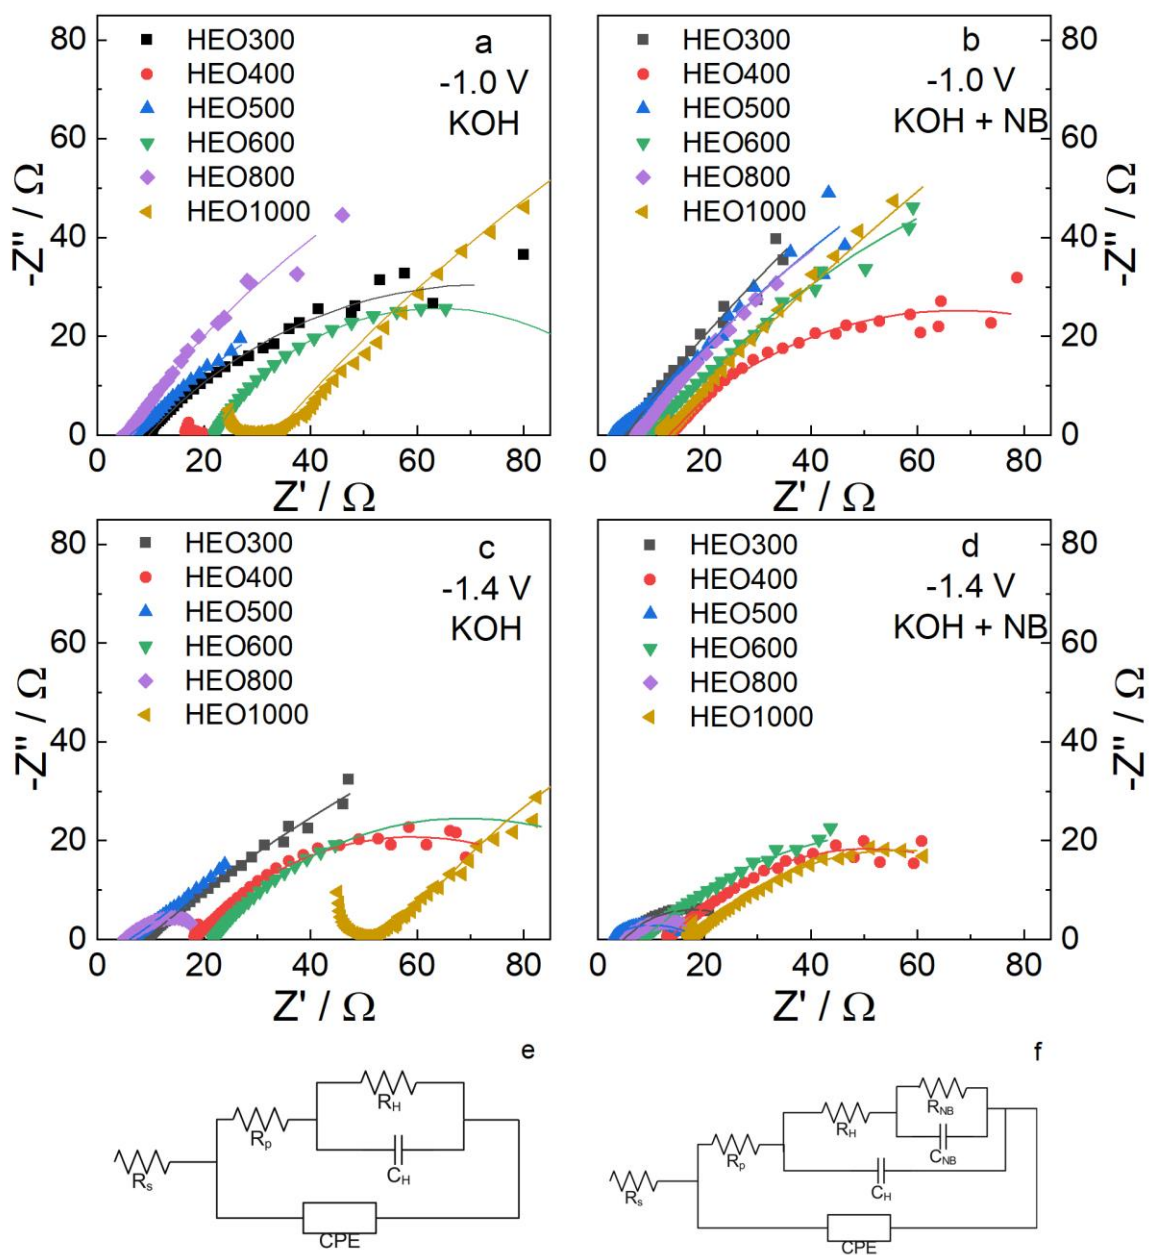 80
60
40
20
0
-Z" / Ω
HEO300
HEO400
HEO500
HEO600
HEO800
HEO1000
a
-1.0 V
KOH
0 20 40 60 80
Z' / Ω
HEO300
HEO400
HEO500
HEO600
HEO800
HEO1000
b
-1.0 V
KOH + NB
80
60
40
20
0
-Z" / Ω
0 20 40 60 80
Z' / Ω
80
60
40
20
0
-Z" / Ω
HEO300
HEO400
HEO500
HEO600
HEO800
HEO1000
c
-1.4 V
KOH
0 20 40 60 80
Z' / Ω
HEO300
HEO400
HEO500
HEO600
HEO800
HEO1000
d
-1.4 V
KOH + NB
80
60
40
20
0
-Z" / Ω
0 20 40 60 80
Z' / Ω
e
RH
Rp
CH
Rs
CPE
f
RNB
RH
CNB
Rp
CH
Rs
CPE